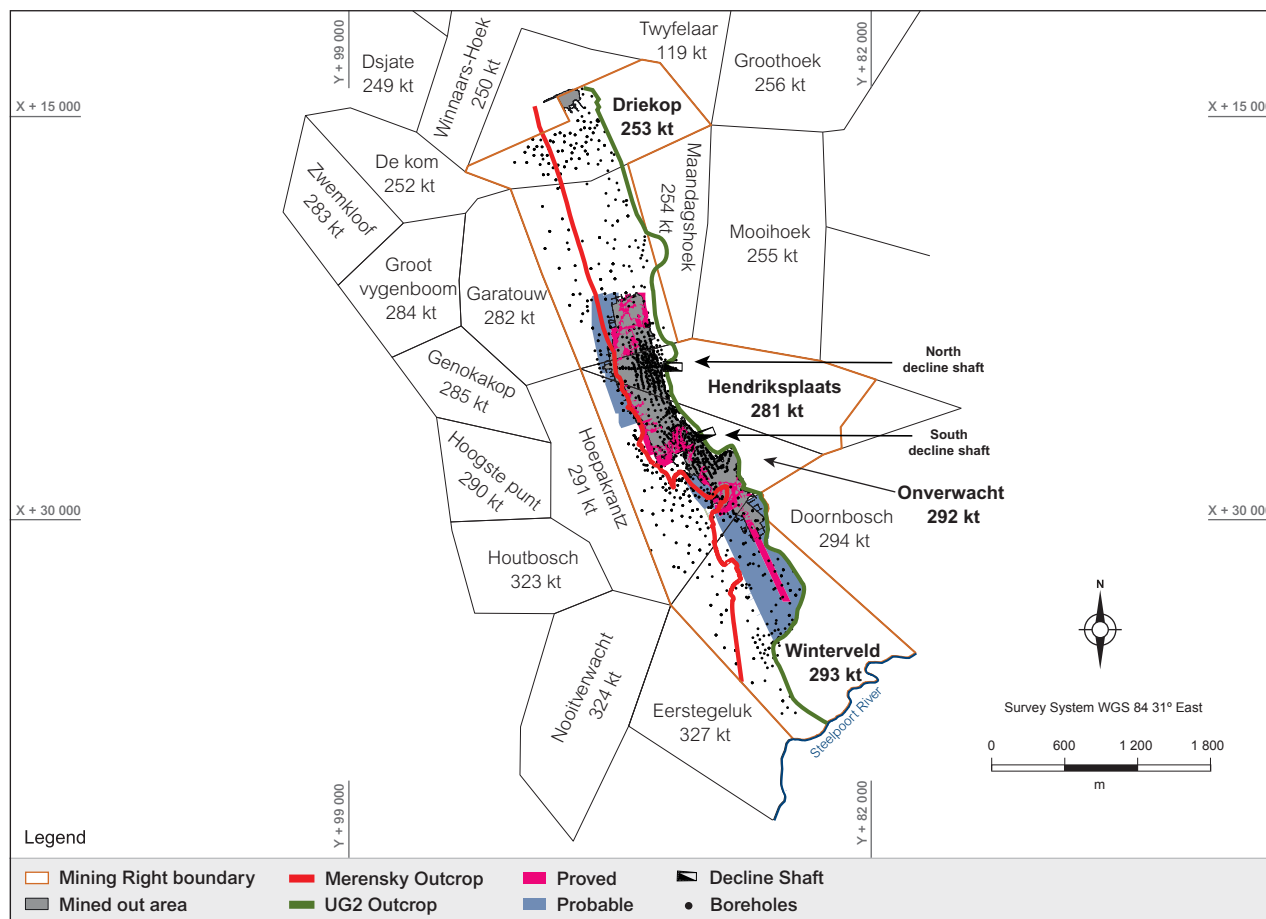 Y + 99 000
Y + 82 000
X + 15 000
X + 15 000
Dsjate
249 kt
Winnaars-Hoek
250 kt
Twyfelaar
119 kt
Groothoek
256 kt
Driekop
253 kt
De kom
252 kt
Zwemkloof
283 kt
Maandagshoek
254 kt
Mooihoek
255 kt
Groot
vygenboom
284 kt
Garatouw
282 kt
Genokakop
285 kt
North
decline shaft
Hendriksplaats
281 kt
South
decline shaft
Hoepakrantz
291 kt
Hoogste punt
290 kt
Onverwacht
292 kt
X + 30 000
X + 30 000
Doornbosch
294 kt
Houtbosch
323 kt
Winterveld
293 kt
N
Nooitverwacht
324 kt
Eerstegeluk
327 kt
Steelpoort River
Survey System WGS 84 31º East
0 600 1 200 1 800
m
Y + 99 000
Y + 82 000
Legend
Mining Right boundary
Merensky Outcrop
Proved
Decline Shaft
Mined out area
UG2 Outcrop
Probable
Boreholes